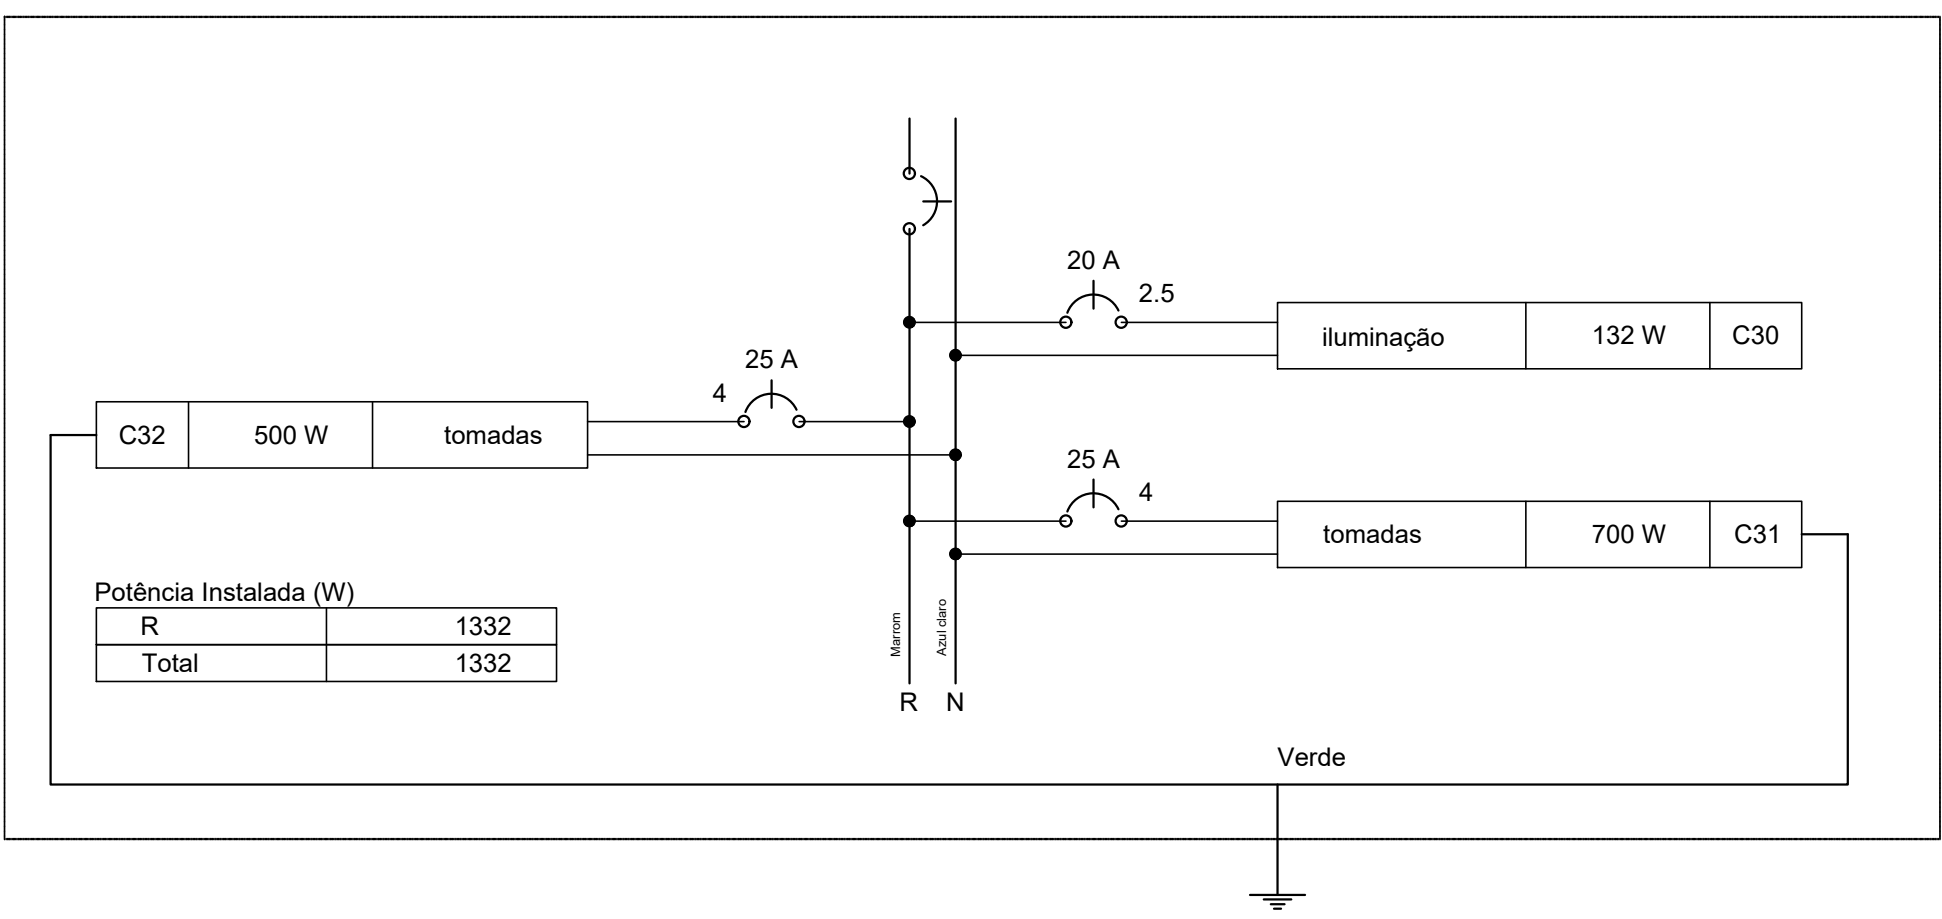 20 A
2.5
iluminação 132 W C30
25 A
4
C32 500 W tomadas
25 A
4
tomadas 700 W C31
Potência Instalada (W)
R 1332
Total 1332
Marrom
Azul claro
R N
Verde